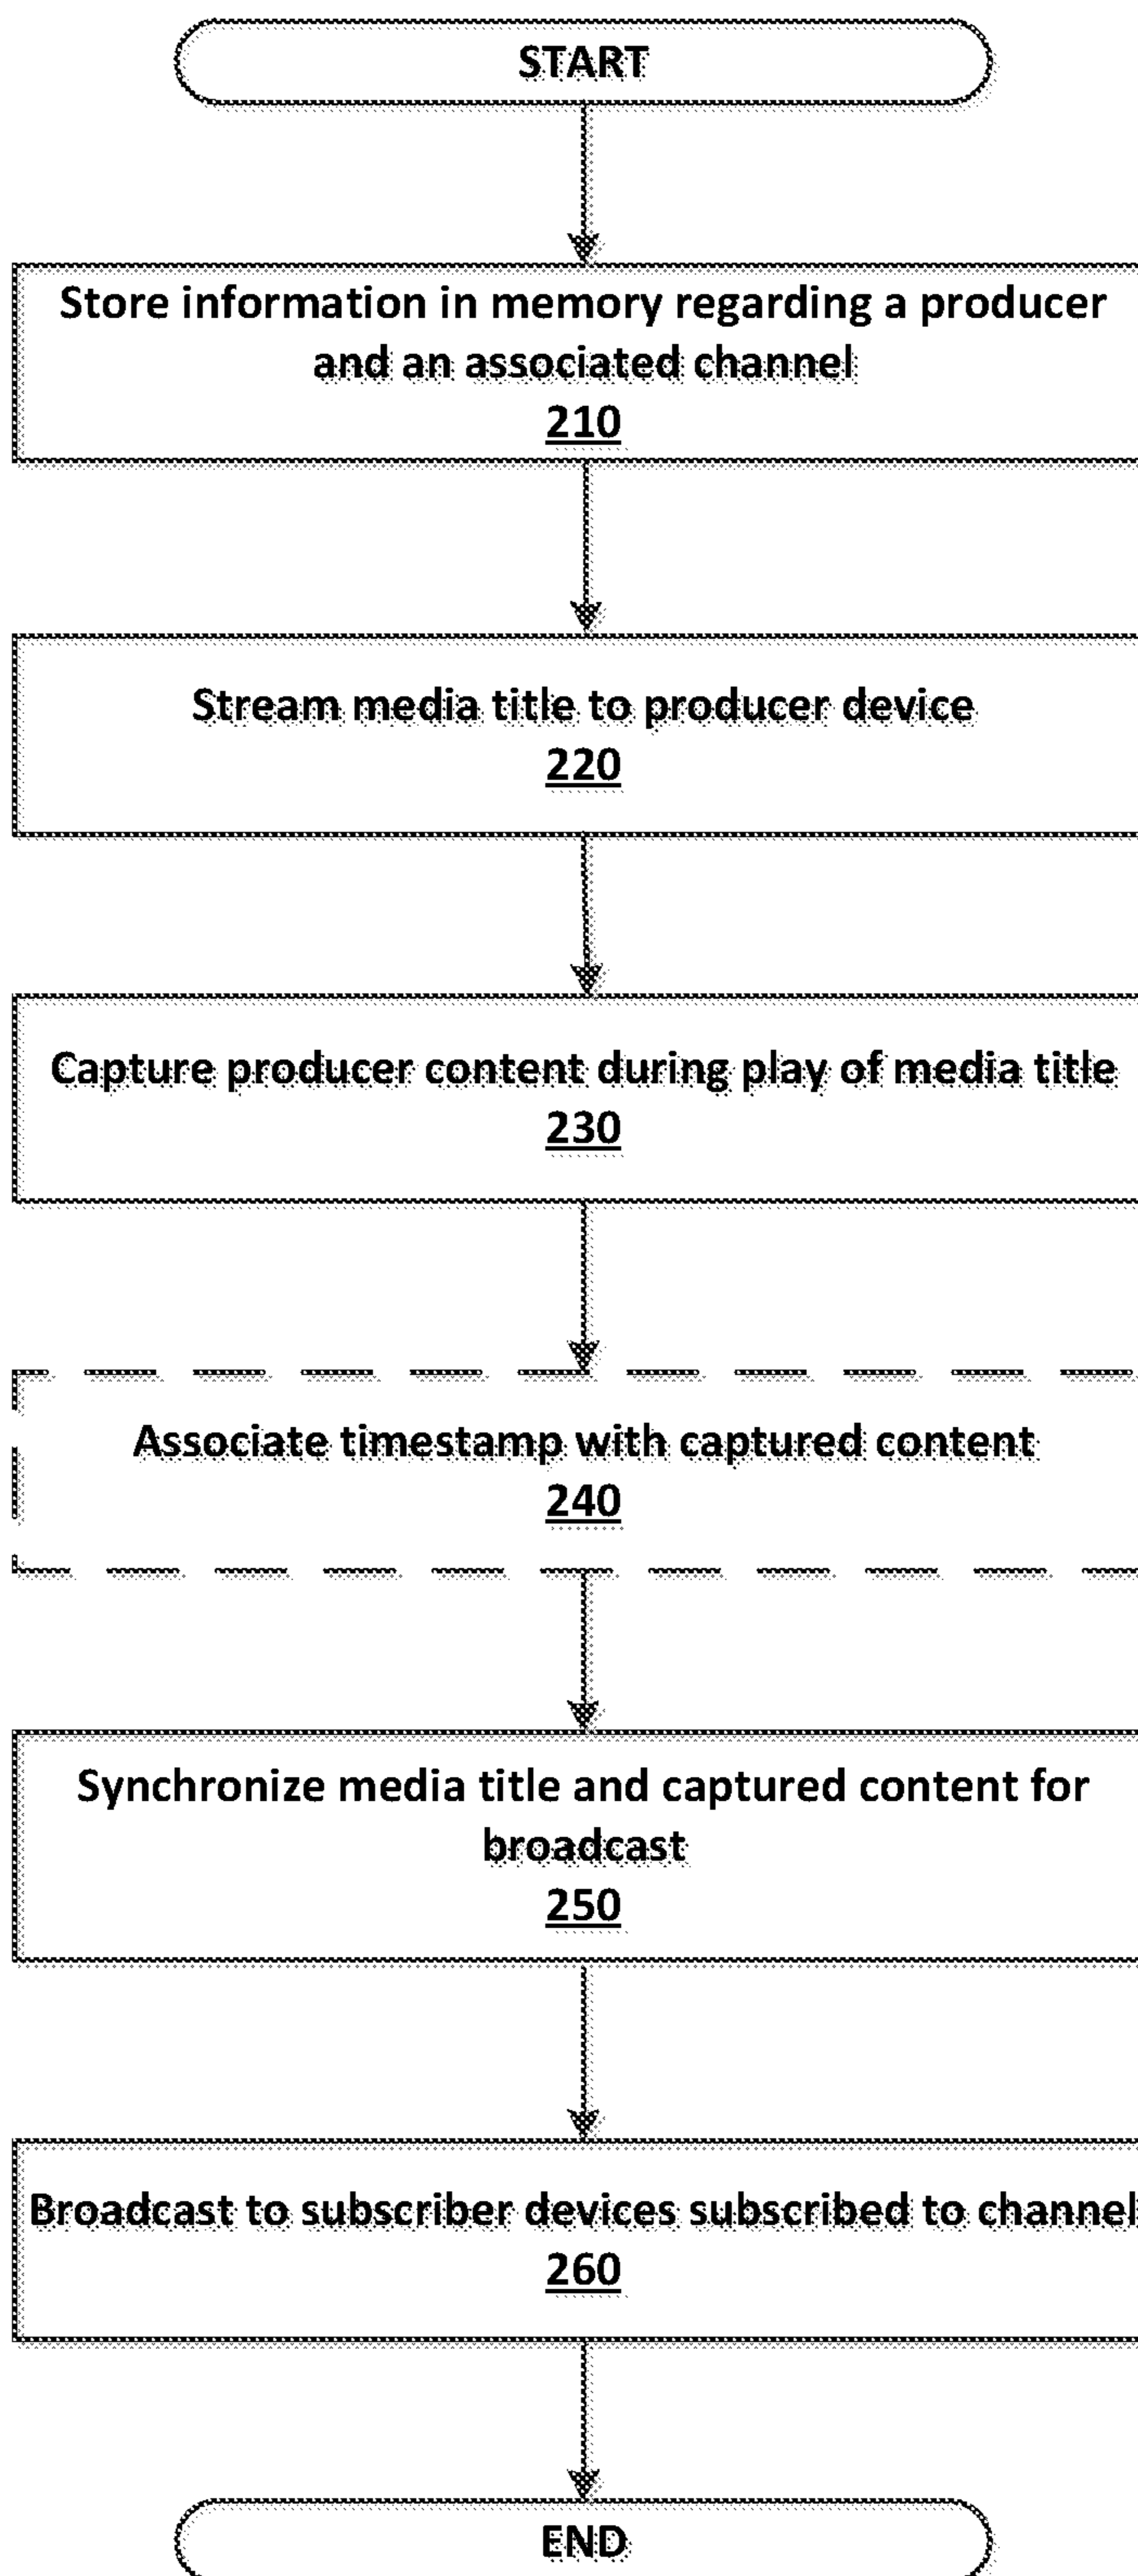 START
Store information in memory regarding a producer
and an associated channel
210
Stream media title to producer device
220
Capture producer content during play of media title
230
Associate timestamp with captured content
240
Synchronize media title and captured content for
broadcast
250
Broadcast to subscriber devices subscribed to channel
260
END